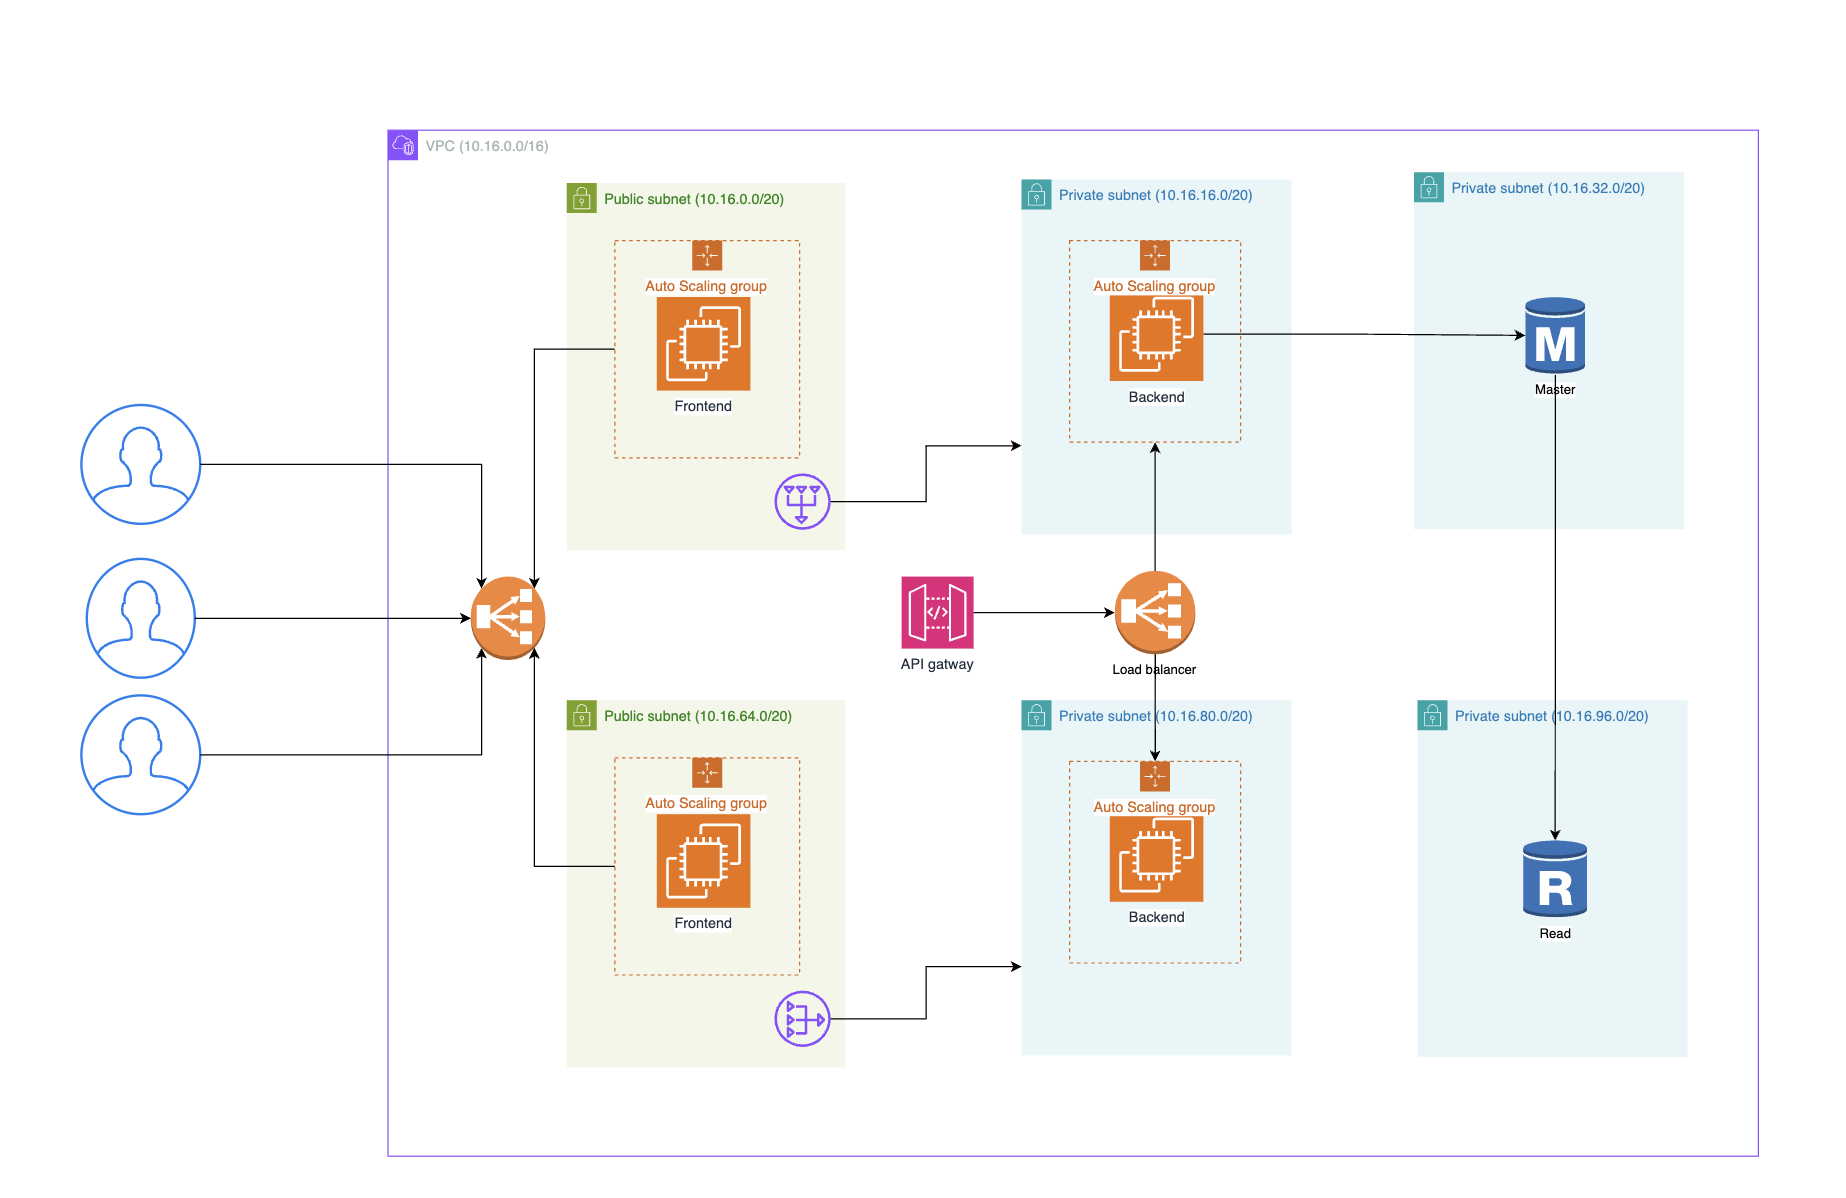 VPC (10.16.0.0/16)
Public subnet (10.16.0.0/20)
Auto Scaling group
Frontend
Private subnet (10.16.16.0/20)
Auto Scaling group
Backend
Private subnet (10.16.32.0/20)
M
Master
API gatway
Load balancer
Public subnet (10.16.64.0/20)
Auto Scaling group
Frontend
Private subnet (10.16.80.0/20)
Auto Scaling group
Backend
Private subnet (10.16.96.0/20)
R
Read